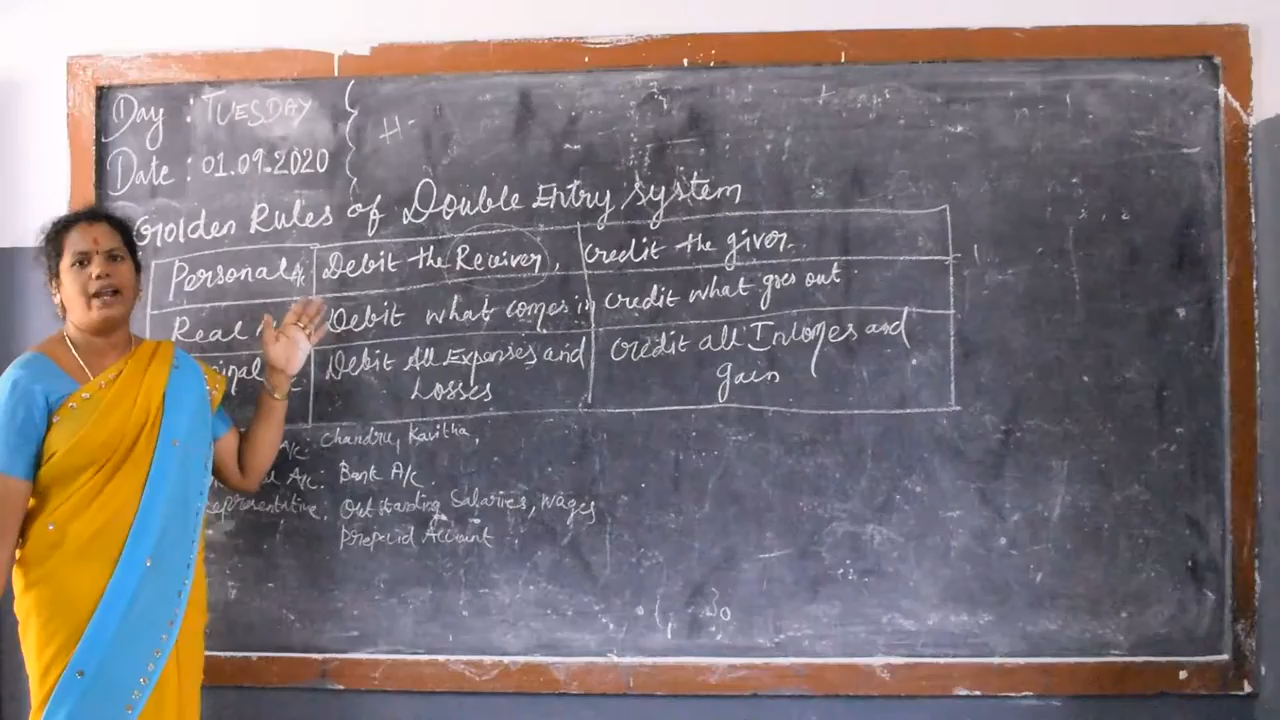 Day : TUESDAY
Date : 01.09.2020
H-
Golden Rules of Double Entry System
Personal A/c Debit the Receiver, Credit the giver.
Real Debit what comes in Credit what goes out
Debit All Expenses and Losses Credit all Incomes and gain
A/c: Chandru, Kavitha,
A/c: Bank A/c.
Representative. Outstanding Salaries, Wages
Prepaid Account